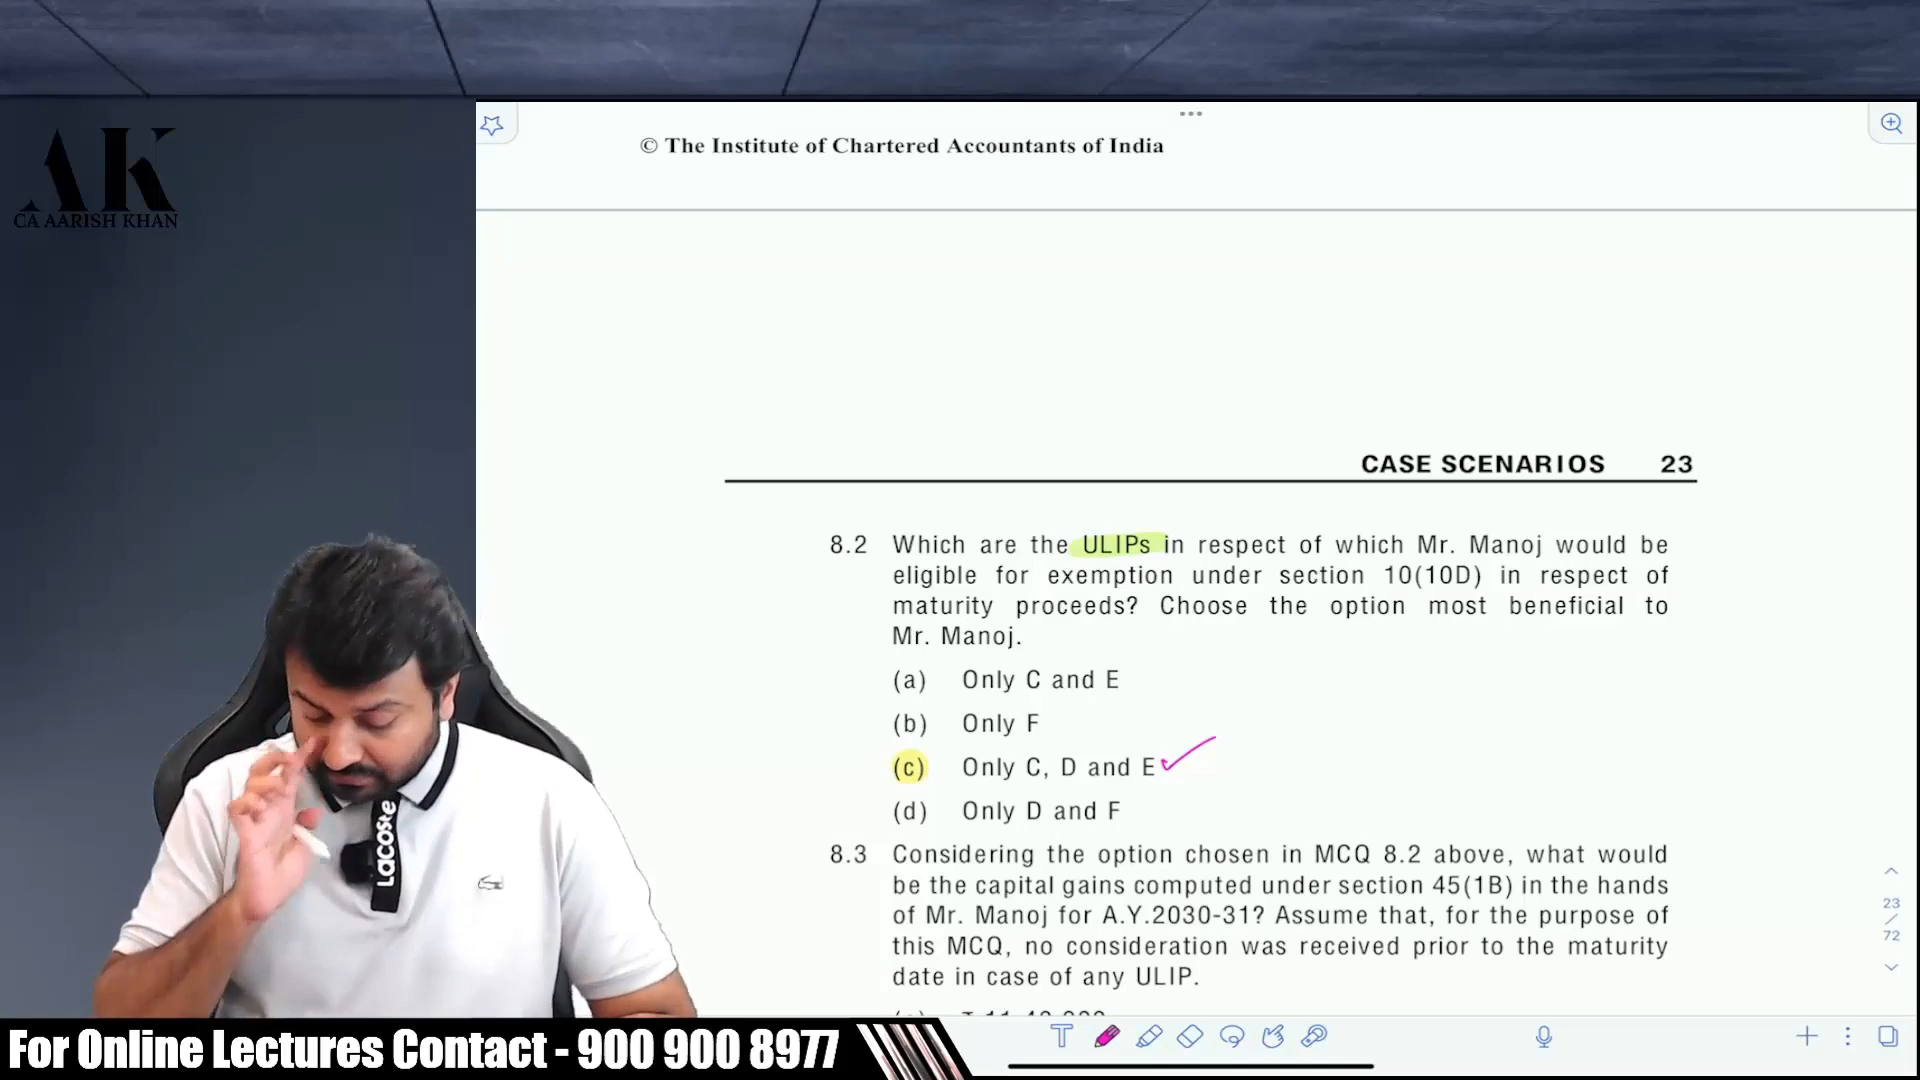 AK
CA AARISH KHAN
© The Institute of Chartered Accountants of India
CASE SCENARIOS 23
8.2 Which are the ULIPs in respect of which Mr. Manoj would be
eligible for exemption under section 10(10D) in respect of
maturity proceeds? Choose the option most beneficial to
Mr. Manoj.
(a) Only C and E
(b) Only F
(c) Only C, D and E
(d) Only D and F
8.3 Considering the option chosen in MCQ 8.2 above, what would
be the capital gains computed under section 45(1B) in the hands
of Mr. Manoj for A.Y.2030-31? Assume that, for the purpose of
this MCQ, no consideration was received prior to the maturity
date in case of any ULIP.
23
72
LACOSTE
T
For Online Lectures Contact - 900 900 8977